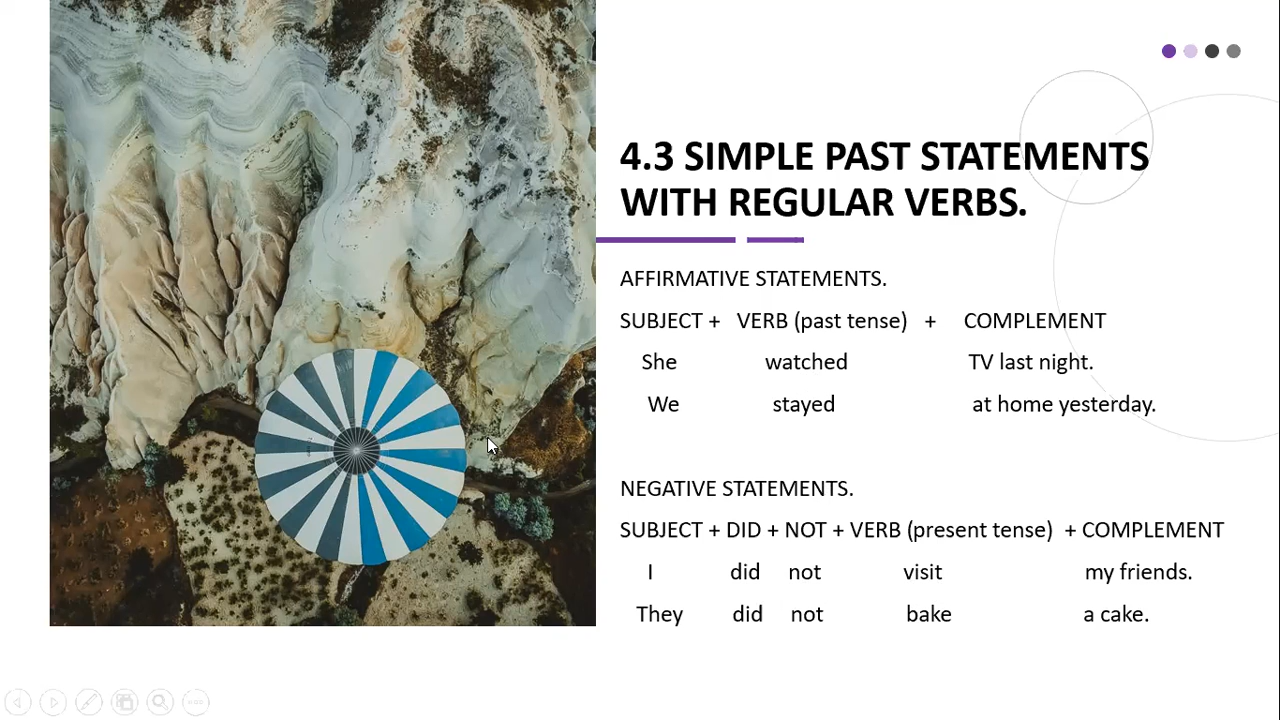 4.3 SIMPLE PAST STATEMENTS
WITH REGULAR VERBS.
AFFIRMATIVE STATEMENTS.
SUBJECT + VERB (past tense) + COMPLEMENT
She watched TV last night.
We stayed at home yesterday.
NEGATIVE STATEMENTS.
SUBJECT + DID + NOT + VERB (present tense) + COMPLEMENT
I did not visit my friends.
They did not bake a cake.